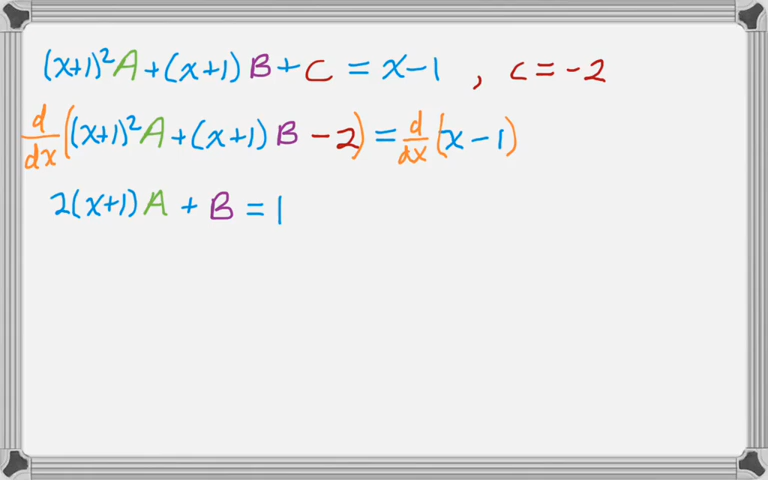 (x+1)²A+(x+1)B+C = x-1 , C=-2
d/dx((x+1)²A+(x+1)B-2) = d/dx(x-1)
2(x+1)A + B = 1